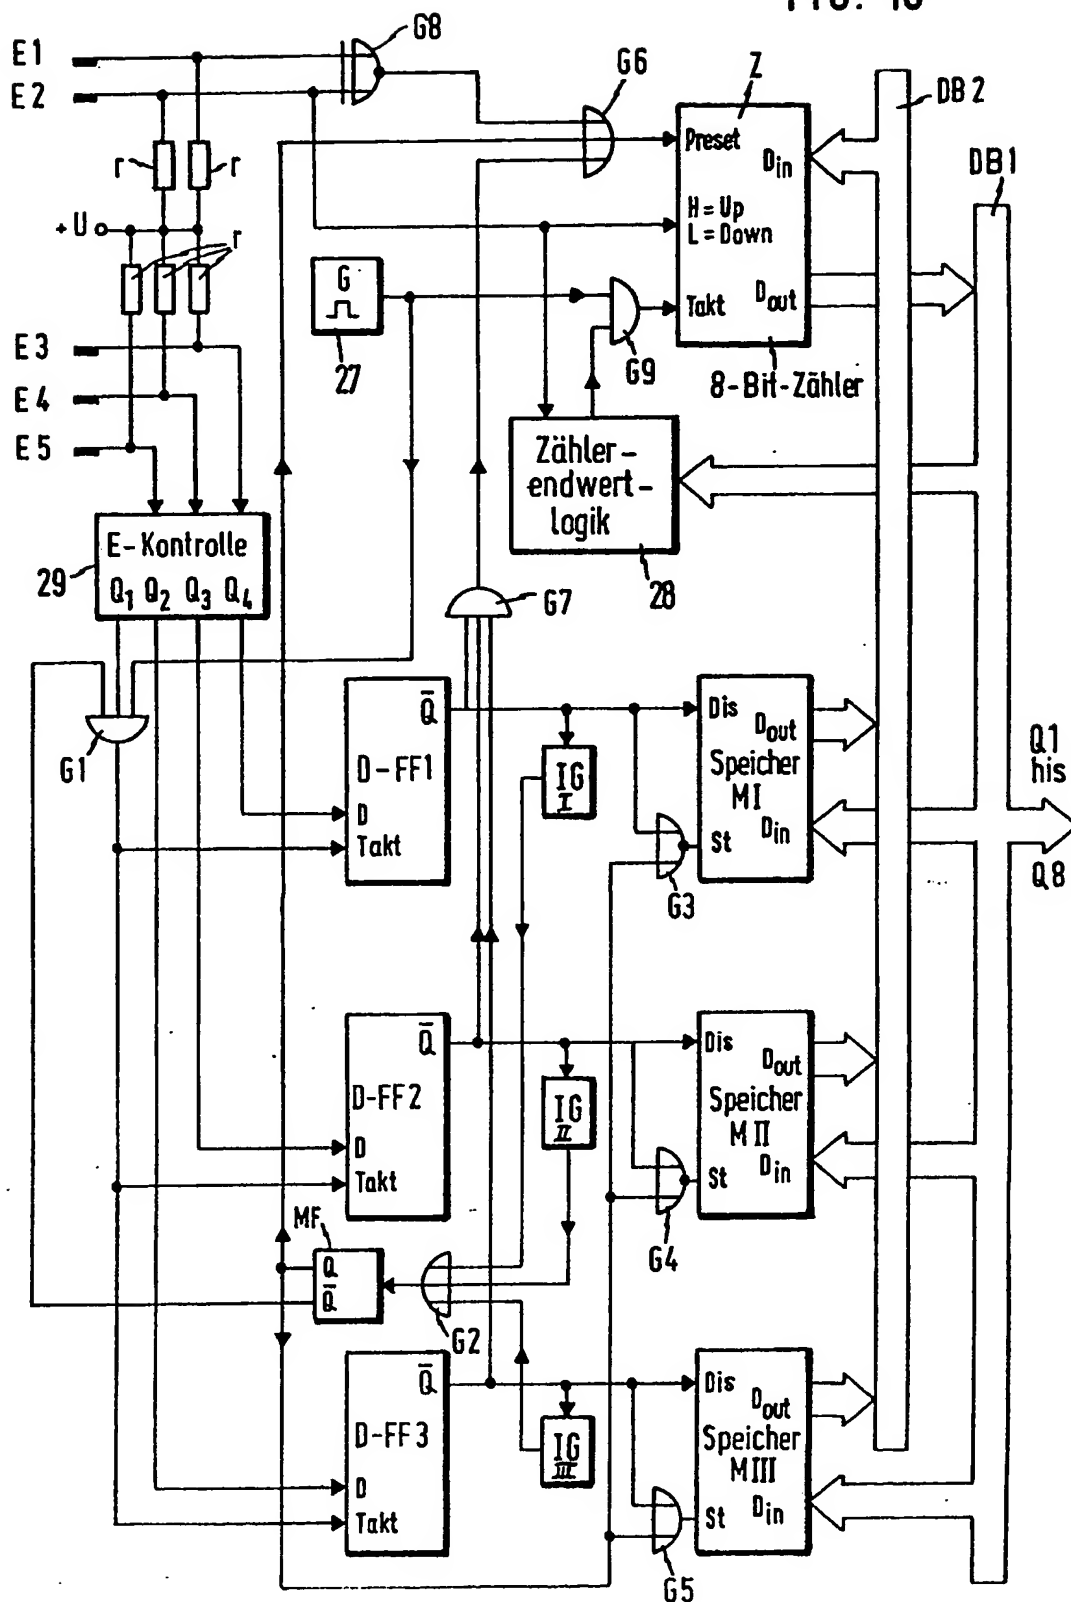 FIG. 10
E1
E2
G8
G6
Z
DB2
DB1
r
r
Preset
Din
H = Up
L = Down
Dout
Takt
+U
r
G
27
G9
8-Bit-Zähler
E3
E4
E5
Zähler-
endwert-
logik
28
E-Kontrolle
29
Q1 Q2 Q3 Q4
G7
G1
Q̄
D-FF1
D
Takt
IG
I
Dis
Dout
Speicher
MI
Din
St
G3
Q1
his
Q8
Q̄
D-FF2
D
Takt
IG
II
Dis
Dout
Speicher
MII
Din
St
G4
MF
Q
Q̄
G2
Q̄
D-FF3
D
Takt
IG
III
Dis
Dout
Speicher
MIII
Din
St
G5